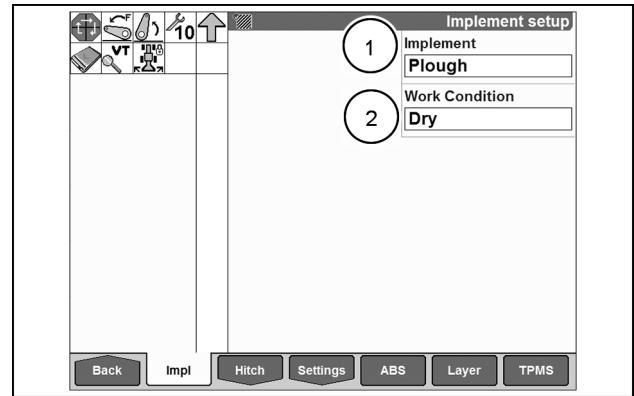 Implement setup
F
10
VT
1
Implement
Plough
2
Work Condition
Dry
Back
Impl
Hitch
Settings
ABS
Layer
TPMS